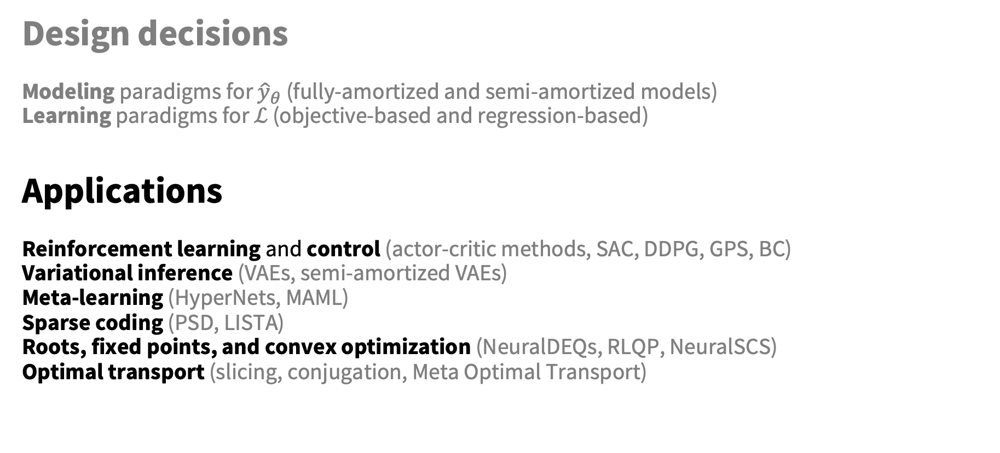 Design decisions
Modeling paradigms for ŷθ (fully-amortized and semi-amortized models)
Learning paradigms for ℒ (objective-based and regression-based)
Applications
Reinforcement learning and control (actor-critic methods, SAC, DDPG, GPS, BC)
Variational inference (VAEs, semi-amortized VAEs)
Meta-learning (HyperNets, MAML)
Sparse coding (PSD, LISTA)
Roots, fixed points, and convex optimization (NeuralDEQs, RLQP, NeuralSCS)
Optimal transport (slicing, conjugation, Meta Optimal Transport)